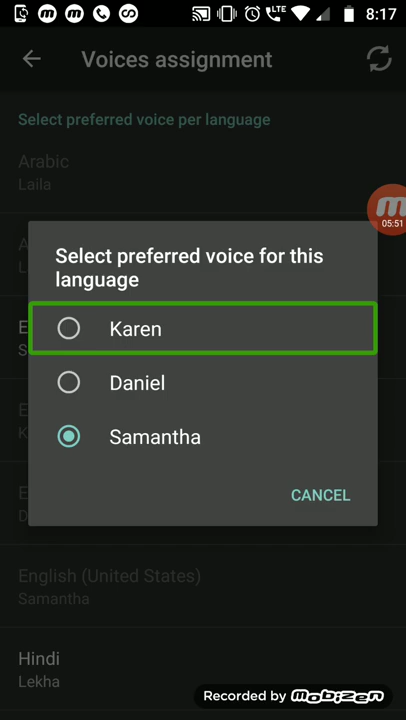 8:17
LTE
Voices assignment
Select preferred voice per language
Arabic
Laila
05:51
Select preferred voice for this
language
Karen
Daniel
Samantha
CANCEL
English (United States)
Samantha
Hindi
Lekha
Recorded by mobizen